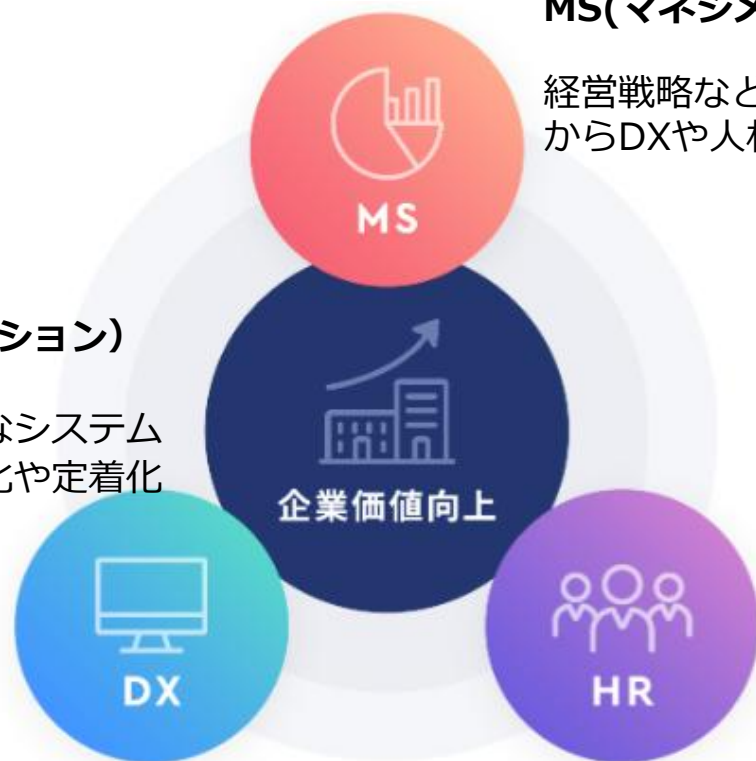 MS(マネジメ
経営戦略など
からDXや人
MS
ション）
なシステム
化や定着化
企業価値向上
DX
HR